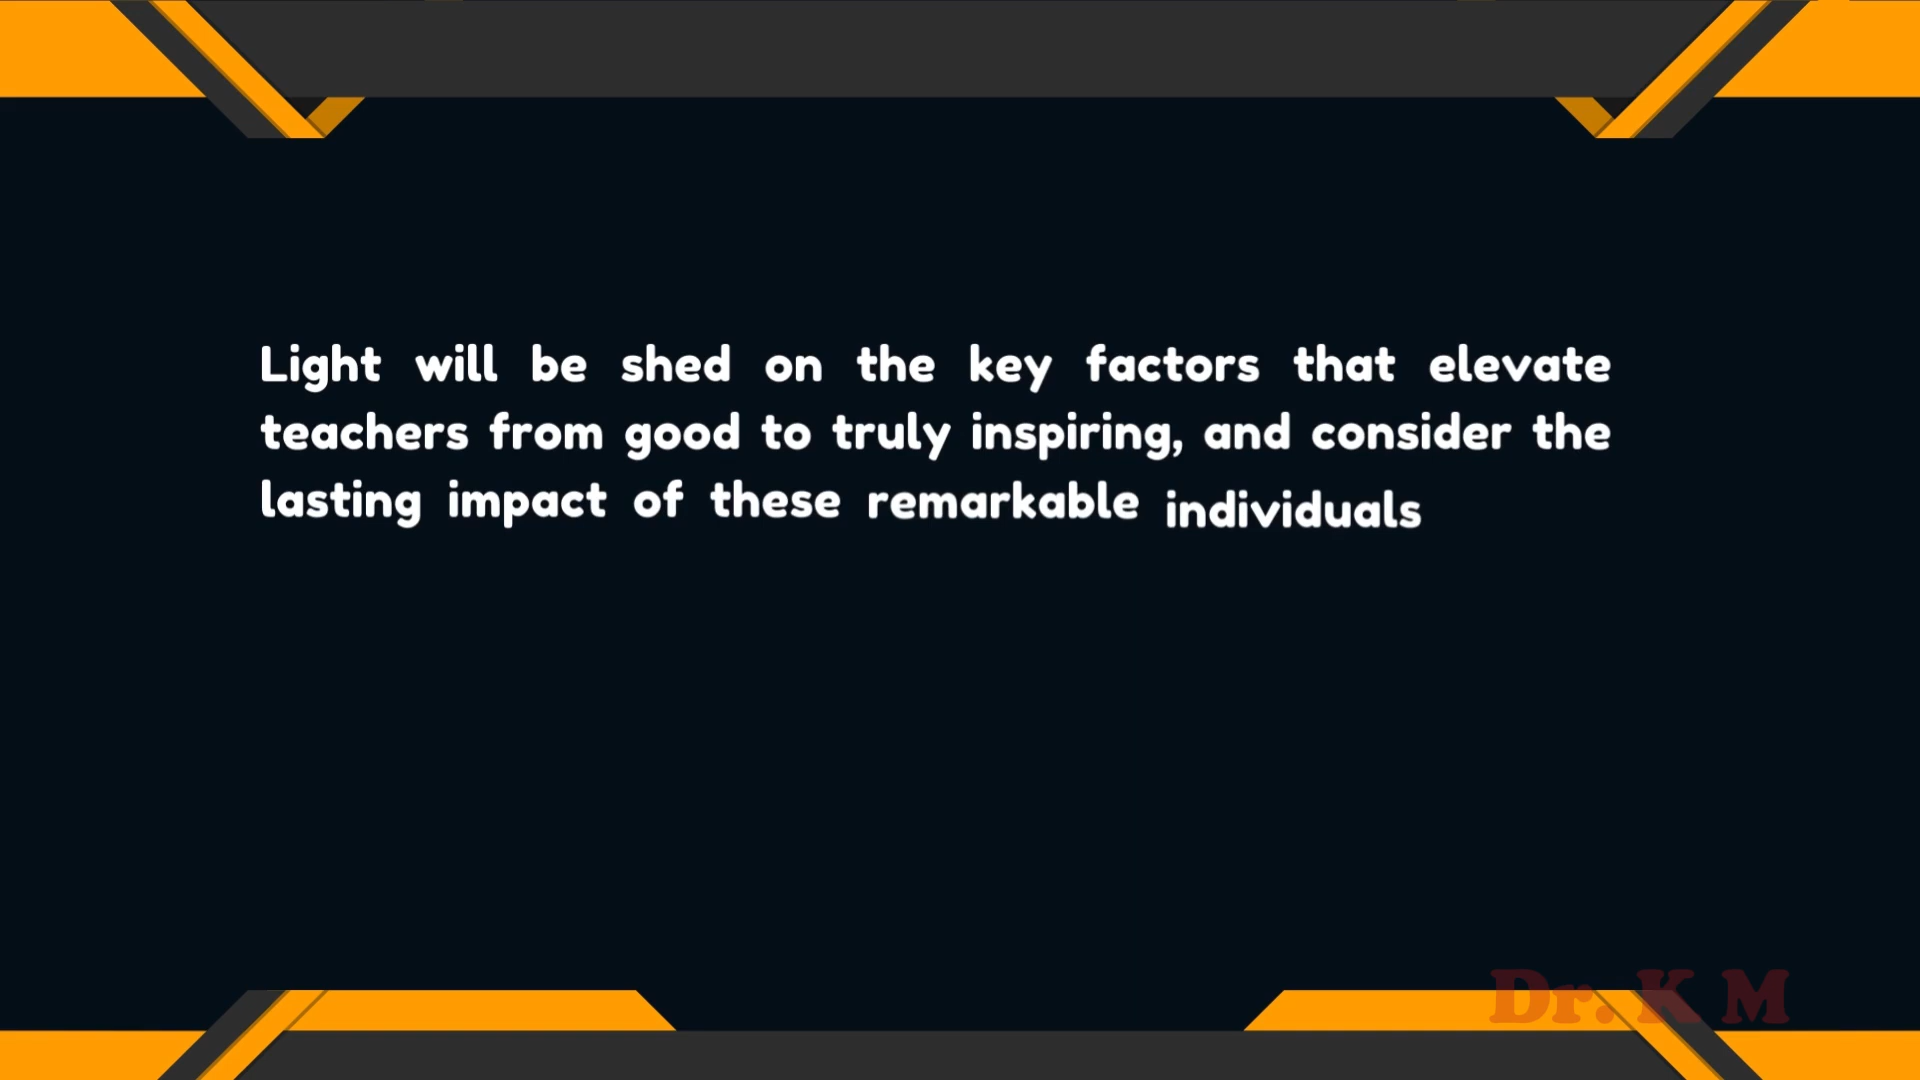 Light will be shed on the key factors that elevate
teachers from good to truly inspiring, and consider the
lasting impact of these remarkable individuals
Dr. K M